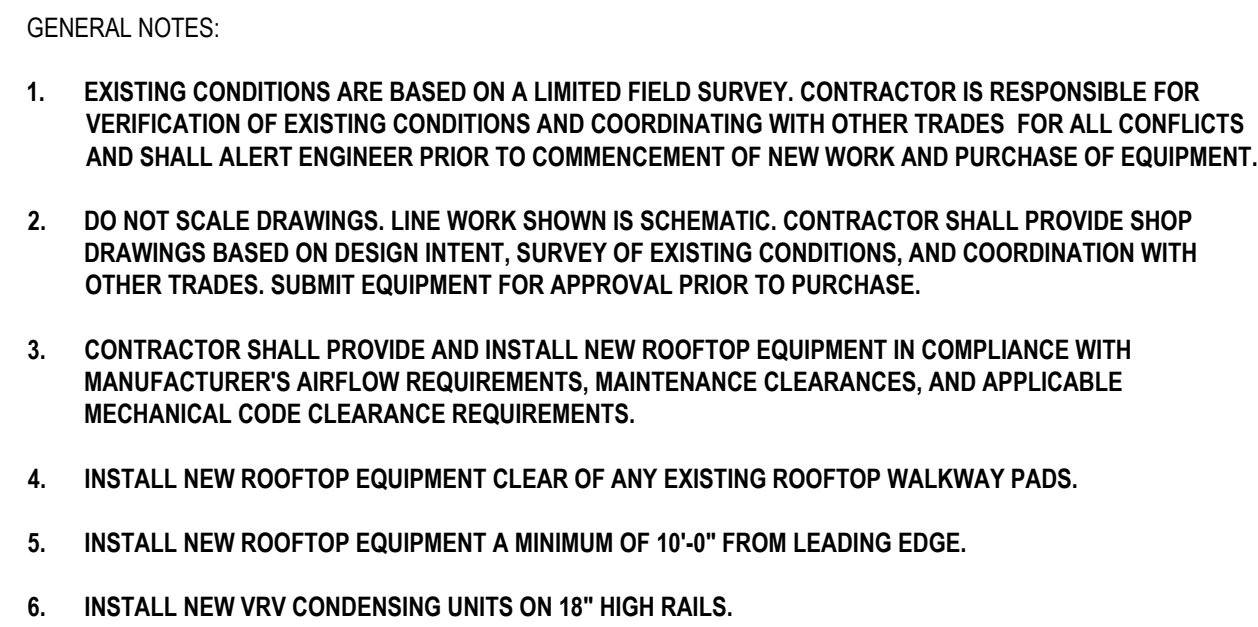 GENERAL NOTES:
1. EXISTING CONDITIONS ARE BASED ON A LIMITED FIELD SURVEY. CONTRACTOR IS RESPONSIBLE FOR
VERIFICATION OF EXISTING CONDITIONS AND COORDINATING WITH OTHER TRADES FOR ALL CONFLICTS
AND SHALL ALERT ENGINEER PRIOR TO COMMENCEMENT OF NEW WORK AND PURCHASE OF EQUIPMENT.
2. DO NOT SCALE DRAWINGS. LINE WORK SHOWN IS SCHEMATIC. CONTRACTOR SHALL PROVIDE SHOP
DRAWINGS BASED ON DESIGN INTENT, SURVEY OF EXISTING CONDITIONS, AND COORDINATION WITH
OTHER TRADES. SUBMIT EQUIPMENT FOR APPROVAL PRIOR TO PURCHASE.
3. CONTRACTOR SHALL PROVIDE AND INSTALL NEW ROOFTOP EQUIPMENT IN COMPLIANCE WITH
MANUFACTURER'S AIRFLOW REQUIREMENTS, MAINTENANCE CLEARANCES, AND APPLICABLE
MECHANICAL CODE CLEARANCE REQUIREMENTS.
4. INSTALL NEW ROOFTOP EQUIPMENT CLEAR OF ANY EXISTING ROOFTOP WALKWAY PADS.
5. INSTALL NEW ROOFTOP EQUIPMENT A MINIMUM OF 10'-0" FROM LEADING EDGE.
6. INSTALL NEW VRV CONDENSING UNITS ON 18" HIGH RAILS.